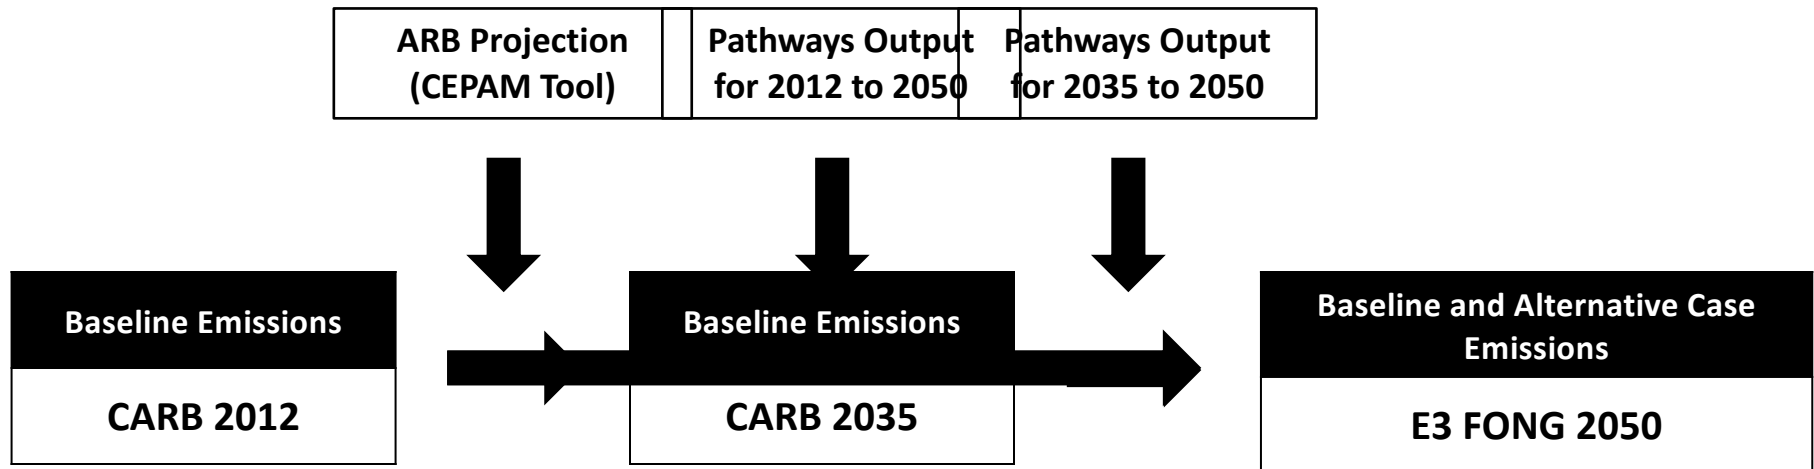 ARB Projection
(CEPAM Tool)
Pathways Output
for 2012 to 2050
Pathways Output
for 2035 to 2050
Baseline Emissions
CARB 2012
Baseline Emissions
CARB 2035
Baseline and Alternative Case
Emissions
E3 FONG 2050